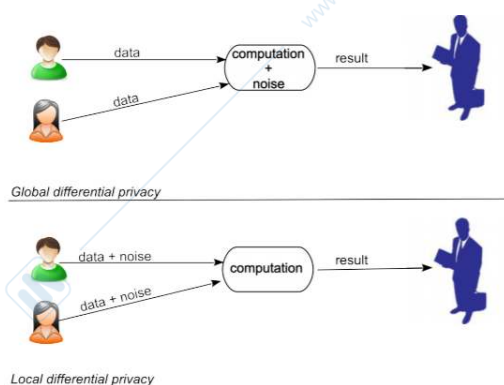 data
computation
+
noise
result
data
Global differential privacy
data + noise
computation
result
data + noise
Local differential privacy